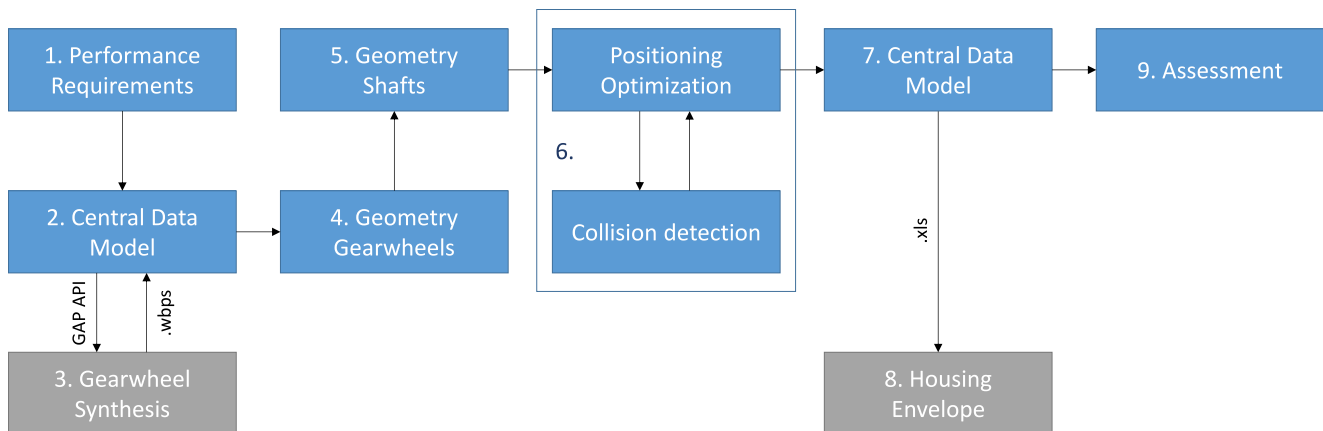 1. Performance
Requirements
5. Geometry
Shafts
Positioning
Optimization
7. Central Data
Model
9. Assessment
6.
2. Central Data
Model
4. Geometry
Gearwheels
Collision detection
.xls
GAP API
.wbps
3. Gearwheel
Synthesis
8. Housing
Envelope